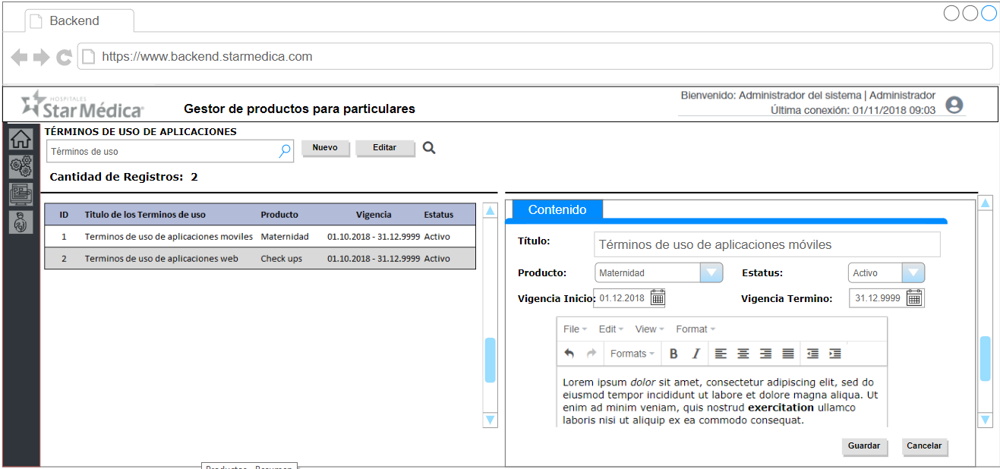 Backend
https://www.backend.starmedica.com
HOSPITALES
Star Médica
Gestor de productos para particulares
Bienvenido: Administrador del sistema | Administrador
Última conexión: 01/11/2018 09:03
TÉRMINOS DE USO DE APLICACIONES
Términos de uso
Nuevo
Editar
Cantidad de Registros: 2
ID Titulo de los Terminos de uso Producto Vigencia Estatus
1 Terminos de uso de aplicaciones moviles Maternidad 01.10.2018 - 31.12.9999 Activo
2 Terminos de uso de aplicaciones web Check ups 01.10.2018 - 31.12.9999 Activo
Contenido
Título: Términos de uso de aplicaciones móviles
Producto: Maternidad Estatus: Activo
Vigencia Inicio: 01.12.2018 Vigencia Termino: 31.12.9999
File Edit View Format
Formats B I
Lorem ipsum dolor sit amet, consectetur adipiscing elit, sed do
eiusmod tempor incididunt ut labore et dolore magna aliqua. Ut
enim ad minim veniam, quis nostrud exercitation ullamco
laboris nisi ut aliquip ex ea commodo consequat.
Guardar Cancelar
Productos - Resumen